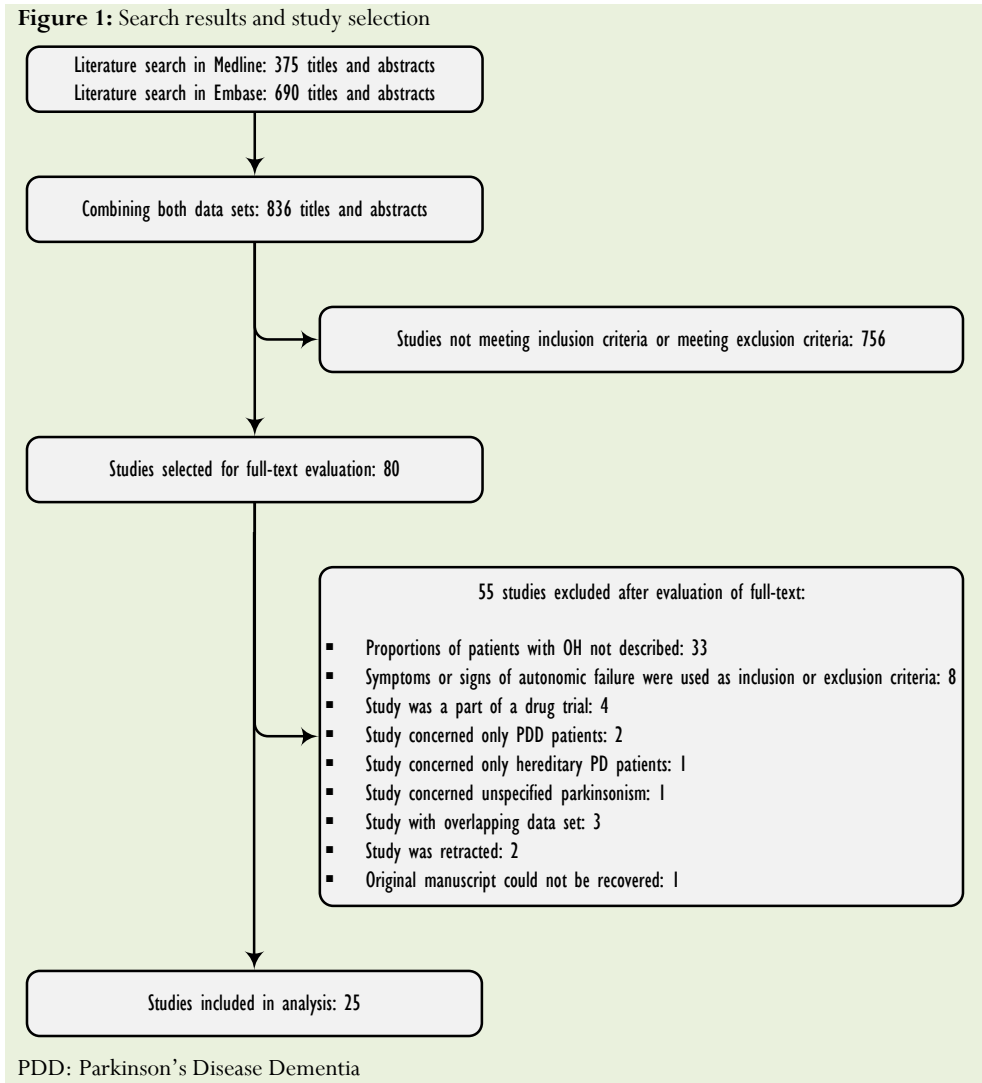 Figure 1: Search results and study selection
Literature search in Medline: 375 titles and abstracts
Literature search in Embase: 690 titles and abstracts
Combining both data sets: 836 titles and abstracts
Studies not meeting inclusion criteria or meeting exclusion criteria: 756
Studies selected for full-text evaluation: 80
55 studies excluded after evaluation of full-text:
▪ Proportions of patients with OH not described: 33
▪ Symptoms or signs of autonomic failure were used as inclusion or exclusion criteria: 8
▪ Study was a part of a drug trial: 4
▪ Study concerned only PDD patients: 2
▪ Study concerned only hereditary PD patients: 1
▪ Study concerned unspecified parkinsonism: 1
▪ Study with overlapping data set: 3
▪ Study was retracted: 2
▪ Original manuscript could not be recovered: 1
Studies included in analysis: 25
PDD: Parkinson's Disease Dementia